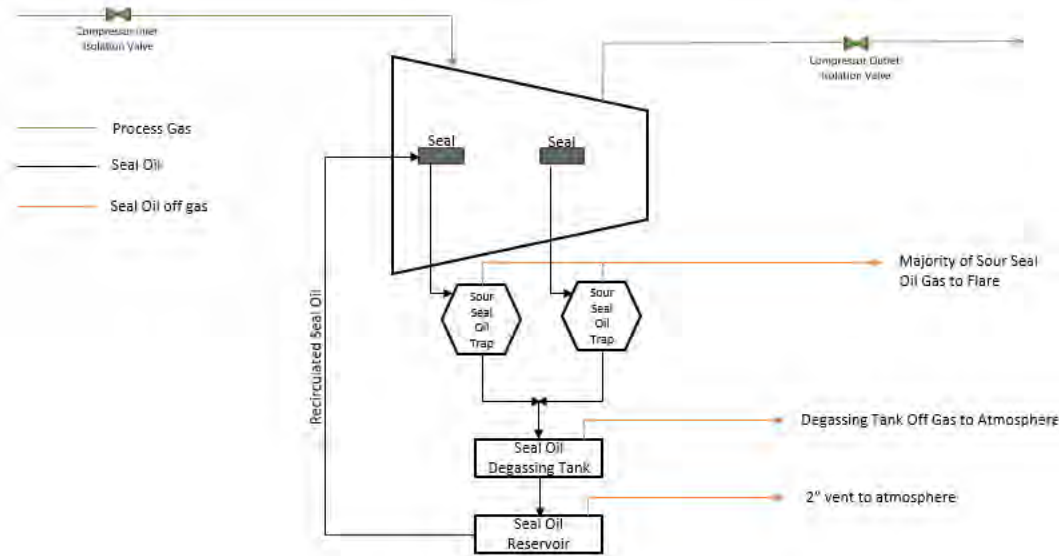 Compressor Inlet
Isolation Valve
Compressor Outlet
Isolation Valve
Process Gas
Seal Oil
Seal Oil off gas
Seal
Seal
Majority of Sour Seal
Oil Gas to Flare
Sour
Seal
Oil
Trap
Sour
Seal
Oil
Trap
Recirculated Seal Oil
Degassing Tank Off Gas to Atmosphere
Seal Oil
Degassing Tank
2" vent to atmosphere
Seal Oil
Reservoir